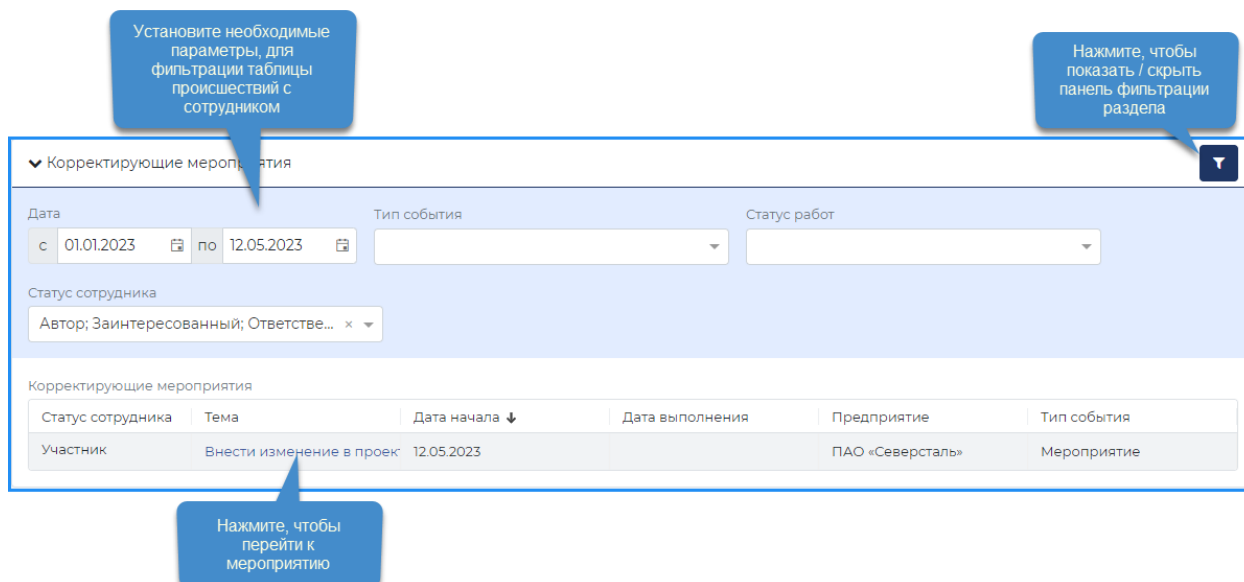 Установите необходимые
параметры, для
фильтрации таблицы
происшествий с
сотрудником
Нажмите, чтобы
показать / скрыть
панель фильтрации
раздела
Корректирующие мероприятия
Дата
Тип события
Статус работ
с 01.01.2023 по 12.05.2023
Статус сотрудника
Автор; Заинтересованный; Ответстве... ×
Корректирующие мероприятия
Статус сотрудника Тема Дата начала ↓ Дата выполнения Предприятие Тип события
Участник Внести изменение в проек 12.05.2023 ПАО «Северсталь» Мероприятие
Нажмите, чтобы
перейти к
мероприятию